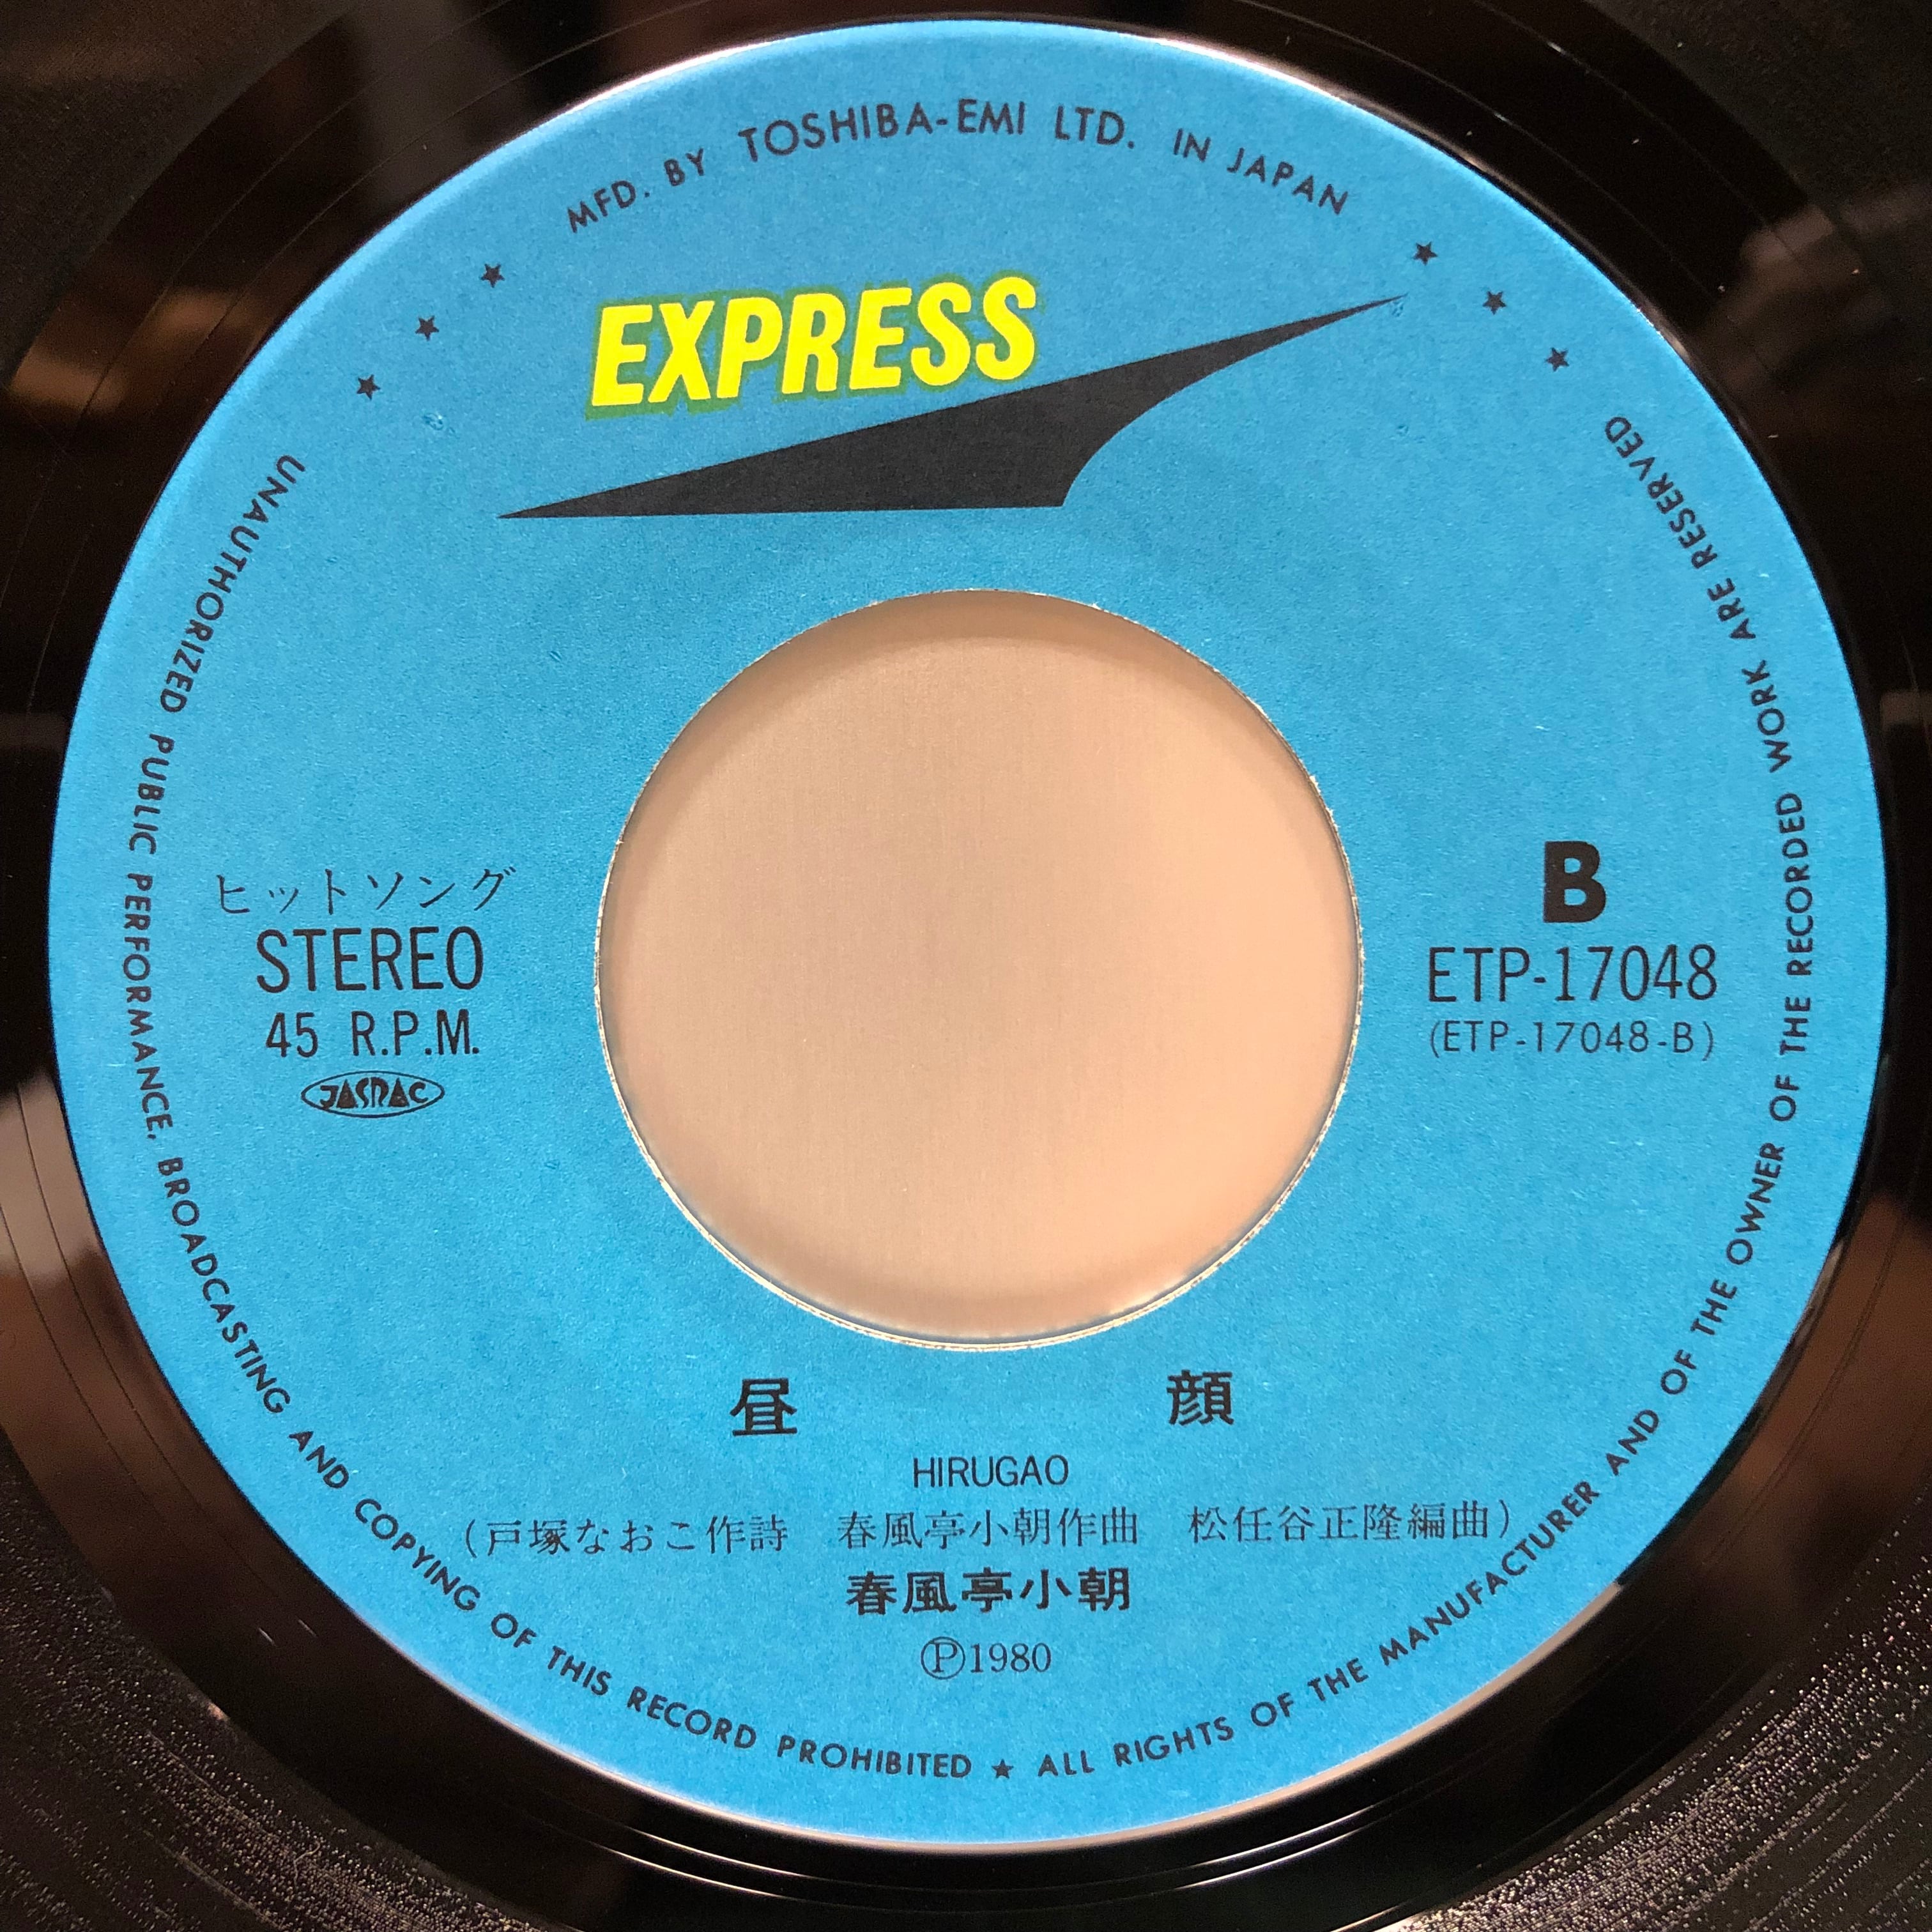 MFD. BY TOSHIBA-EMI LTD. IN JAPAN
EXPRESS
ヒットソング
STEREO
45 R.P.M.
JASRAC
B
ETP-17048
(ETP-17048-B)
昼 顔
HIRUGAO
(戸塚なおこ作詩 春風亭小朝作曲 松任谷正隆編曲)
春風亭小朝
Ⓟ1980
UNAUTHORIZED PUBLIC PERFORMANCE, BROADCASTING AND COPYING OF THIS RECORD PROHIBITED ★ ALL RIGHTS OF THE MANUFACTURER AND OF THE OWNER OF THE RECORDED WORK ARE RESERVED